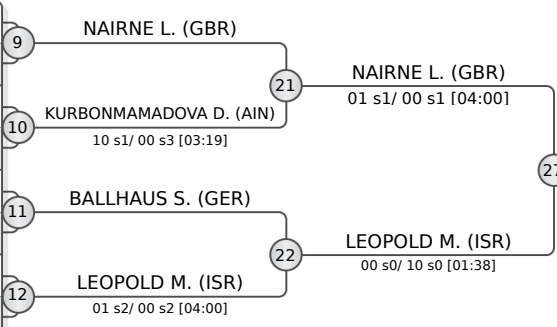 NAIRNE L. (GBR)
9
21
NAIRNE L. (GBR)
01 s1/ 00 s1 [04:00]
10
KURBONMAMADOVA D. (AIN)
10 s1/ 00 s3 [03:19]
27
11
BALLHAUS S. (GER)
22
LEOPOLD M. (ISR)
00 s0/ 10 s0 [01:38]
12
LEOPOLD M. (ISR)
01 s2/ 00 s2 [04:00]